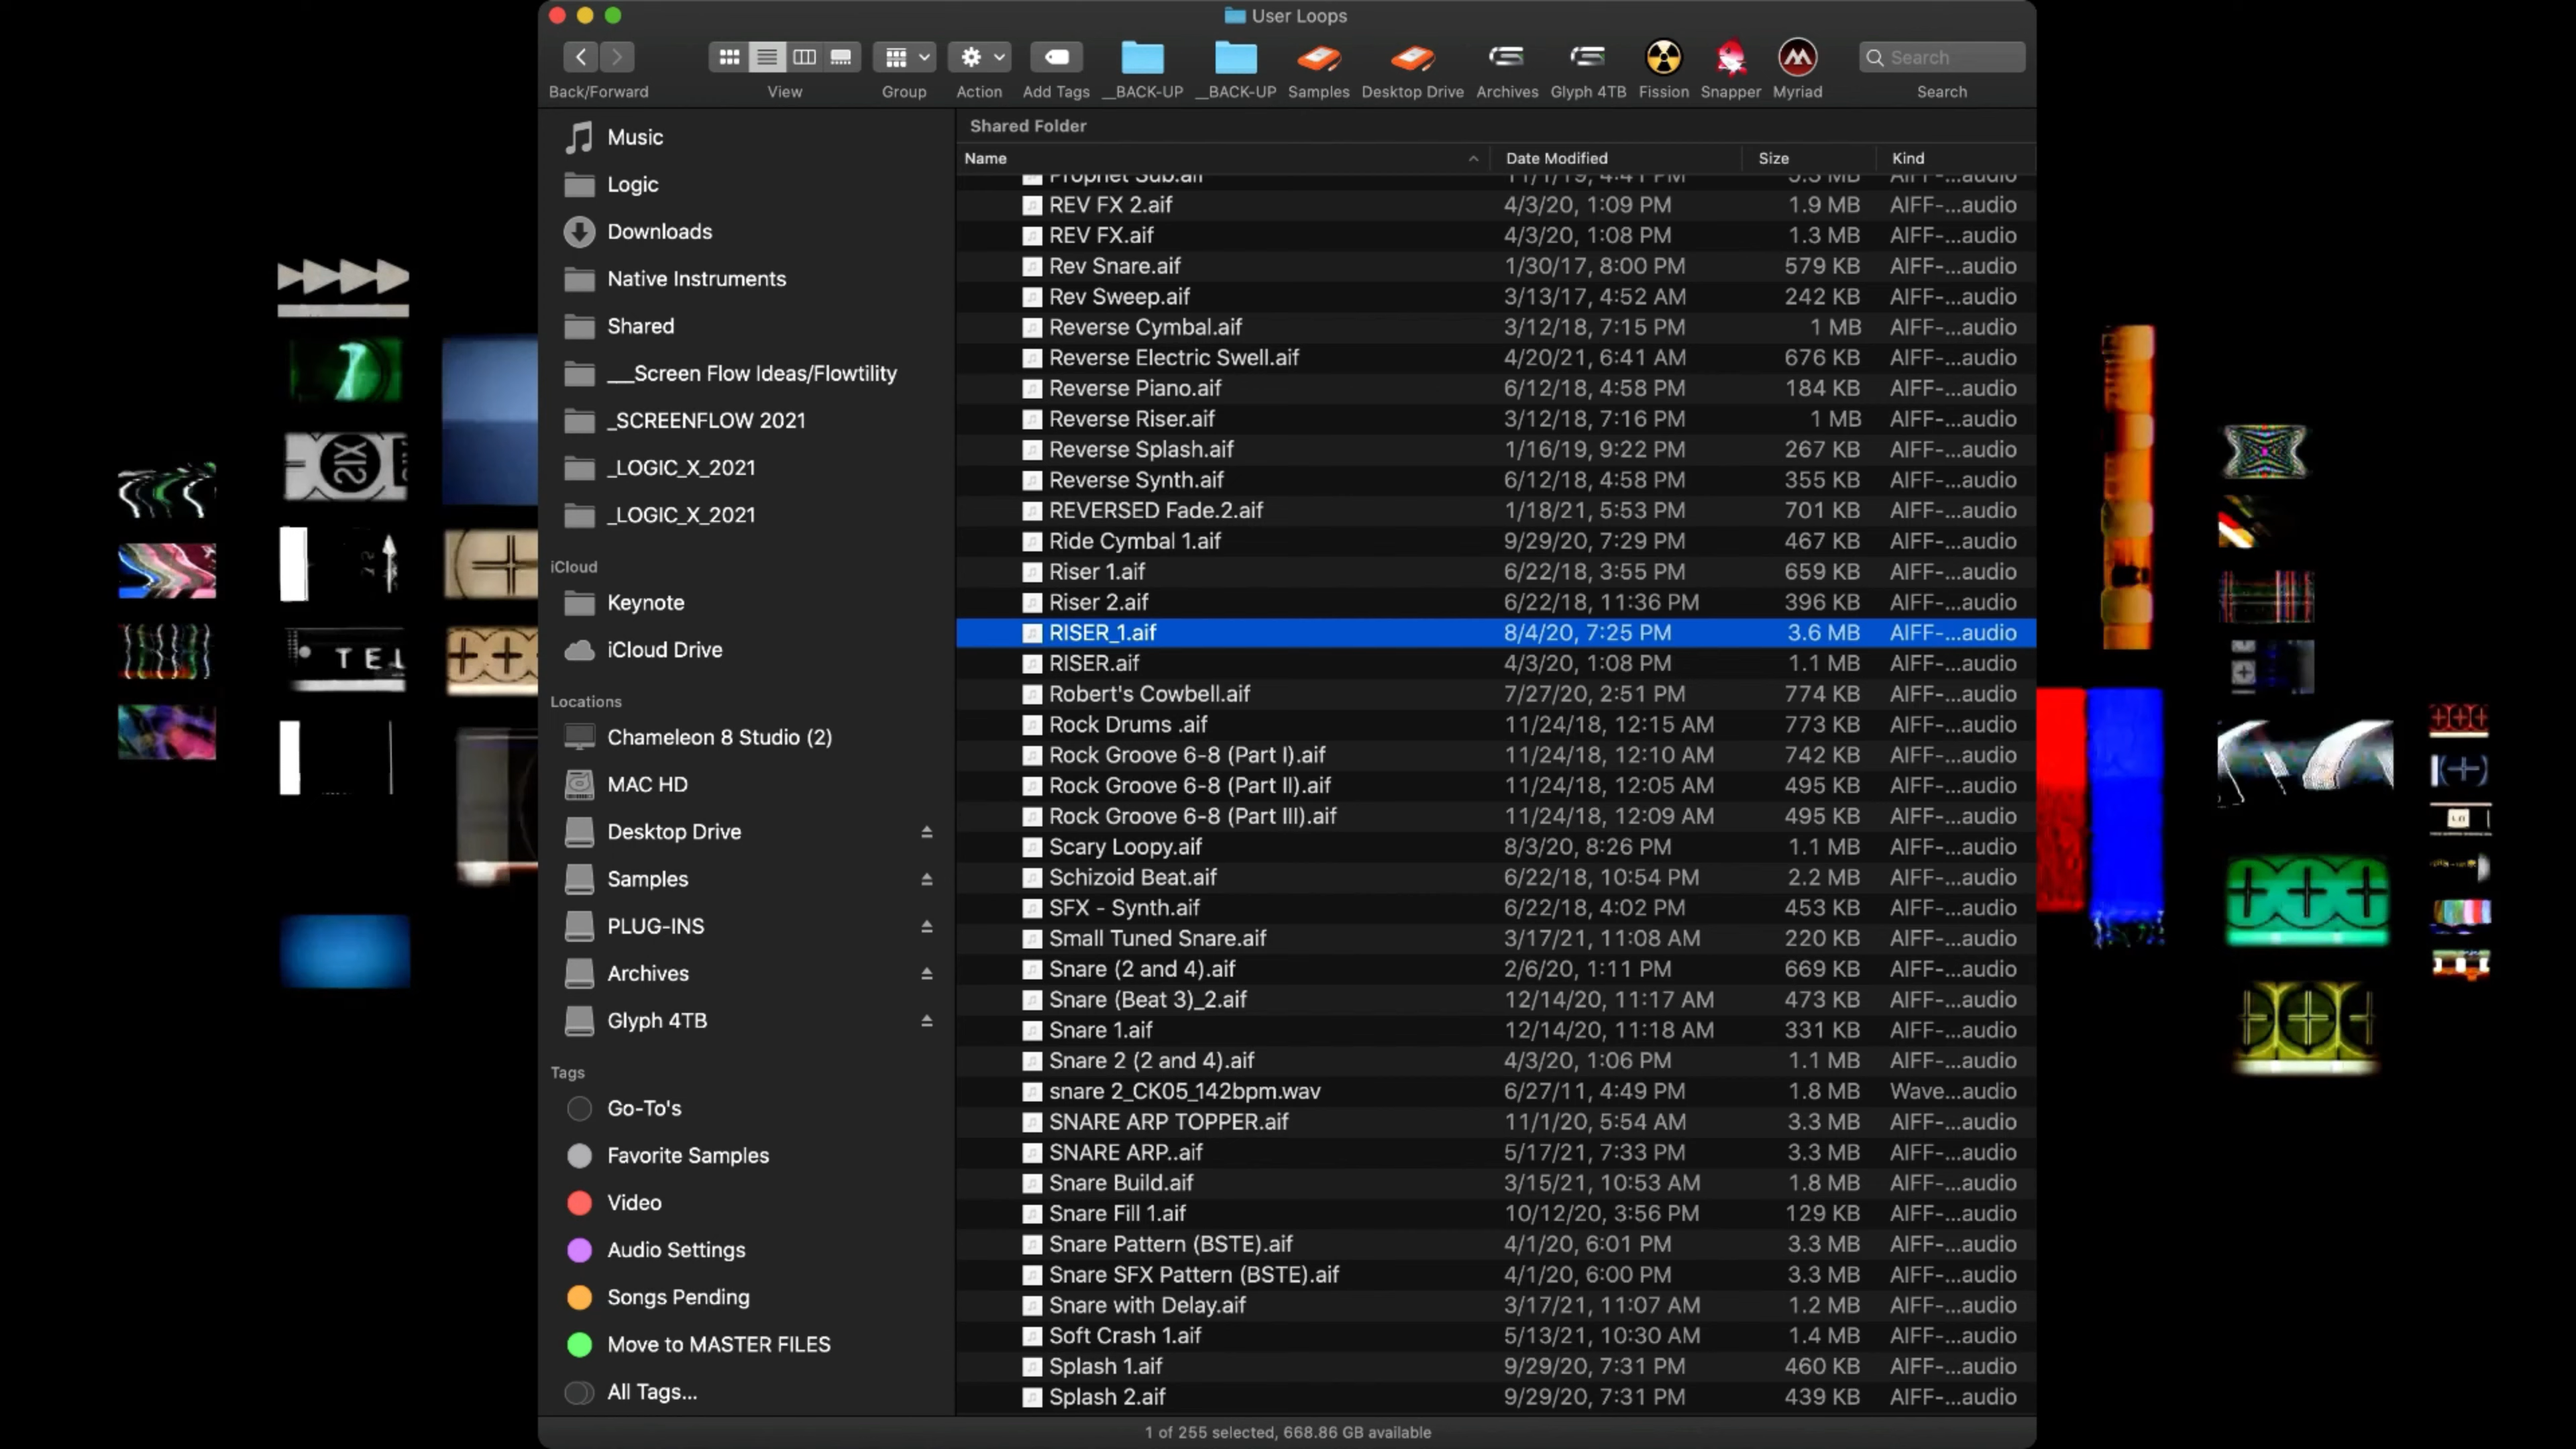 User Loops
Back/Forward View Group Action Add Tags __BACK-UP __BACK-UP Samples Desktop Drive Archives Glyph 4TB Fission Snapper Myriad Search
Search
Music
Logic
Downloads
Native Instruments
Shared
___Screen Flow Ideas/Flowtility
_SCREENFLOW 2021
_LOGIC_X_2021
_LOGIC_X_2021
iCloud
Keynote
iCloud Drive
Locations
Chameleon 8 Studio (2)
MAC HD
Desktop Drive
Samples
PLUG-INS
Archives
Glyph 4TB
Tags
Go-To's
Favorite Samples
Video
Audio Settings
Songs Pending
Move to MASTER FILES
All Tags...
Shared Folder
Name Date Modified Size Kind
Prophet Sub.aif 11/1/19, 4:41 PM 5.3 MB AIFF-...audio
REV FX 2.aif 4/3/20, 1:09 PM 1.9 MB AIFF-...audio
REV FX.aif 4/3/20, 1:08 PM 1.3 MB AIFF-...audio
Rev Snare.aif 1/30/17, 8:00 PM 579 KB AIFF-...audio
Rev Sweep.aif 3/13/17, 4:52 AM 242 KB AIFF-...audio
Reverse Cymbal.aif 3/12/18, 7:15 PM 1 MB AIFF-...audio
Reverse Electric Swell.aif 4/20/21, 6:41 AM 676 KB AIFF-...audio
Reverse Piano.aif 6/12/18, 4:58 PM 184 KB AIFF-...audio
Reverse Riser.aif 3/12/18, 7:16 PM 1 MB AIFF-...audio
Reverse Splash.aif 1/16/19, 9:22 PM 267 KB AIFF-...audio
Reverse Synth.aif 6/12/18, 4:58 PM 355 KB AIFF-...audio
REVERSED Fade.2.aif 1/18/21, 5:53 PM 701 KB AIFF-...audio
Ride Cymbal 1.aif 9/29/20, 7:29 PM 467 KB AIFF-...audio
Riser 1.aif 6/22/18, 3:55 PM 659 KB AIFF-...audio
Riser 2.aif 6/22/18, 11:36 PM 396 KB AIFF-...audio
RISER_1.aif 8/4/20, 7:25 PM 3.6 MB AIFF-...audio
RISER.aif 4/3/20, 1:08 PM 1.1 MB AIFF-...audio
Robert's Cowbell.aif 7/27/20, 2:51 PM 774 KB AIFF-...audio
Rock Drums .aif 11/24/18, 12:15 AM 773 KB AIFF-...audio
Rock Groove 6-8 (Part I).aif 11/24/18, 12:10 AM 742 KB AIFF-...audio
Rock Groove 6-8 (Part II).aif 11/24/18, 12:05 AM 495 KB AIFF-...audio
Rock Groove 6-8 (Part III).aif 11/24/18, 12:09 AM 495 KB AIFF-...audio
Scary Loopy.aif 8/3/20, 8:26 PM 1.1 MB AIFF-...audio
Schizoid Beat.aif 6/22/18, 10:54 PM 2.2 MB AIFF-...audio
SFX - Synth.aif 6/22/18, 4:02 PM 453 KB AIFF-...audio
Small Tuned Snare.aif 3/17/21, 11:08 AM 220 KB AIFF-...audio
Snare (2 and 4).aif 2/6/20, 1:11 PM 669 KB AIFF-...audio
Snare (Beat 3)_2.aif 12/14/20, 11:17 AM 473 KB AIFF-...audio
Snare 1.aif 12/14/20, 11:18 AM 331 KB AIFF-...audio
Snare 2 (2 and 4).aif 4/3/20, 1:06 PM 1.1 MB AIFF-...audio
snare 2_CK05_142bpm.wav 6/27/11, 4:49 PM 1.8 MB Wave...audio
SNARE ARP TOPPER.aif 11/1/20, 5:54 AM 3.3 MB AIFF-...audio
SNARE ARP..aif 5/17/21, 7:33 PM 3.3 MB AIFF-...audio
Snare Build.aif 3/15/21, 10:53 AM 1.8 MB AIFF-...audio
Snare Fill 1.aif 10/12/20, 3:56 PM 129 KB AIFF-...audio
Snare Pattern (BSTE).aif 4/1/20, 6:01 PM 3.3 MB AIFF-...audio
Snare SFX Pattern (BSTE).aif 4/1/20, 6:00 PM 3.3 MB AIFF-...audio
Snare with Delay.aif 3/17/21, 11:07 AM 1.2 MB AIFF-...audio
Soft Crash 1.aif 5/13/21, 10:30 AM 1.4 MB AIFF-...audio
Splash 1.aif 9/29/20, 7:31 PM 460 KB AIFF-...audio
Splash 2.aif 9/29/20, 7:31 PM 439 KB AIFF-...audio
1 of 255 selected, 668.86 GB available